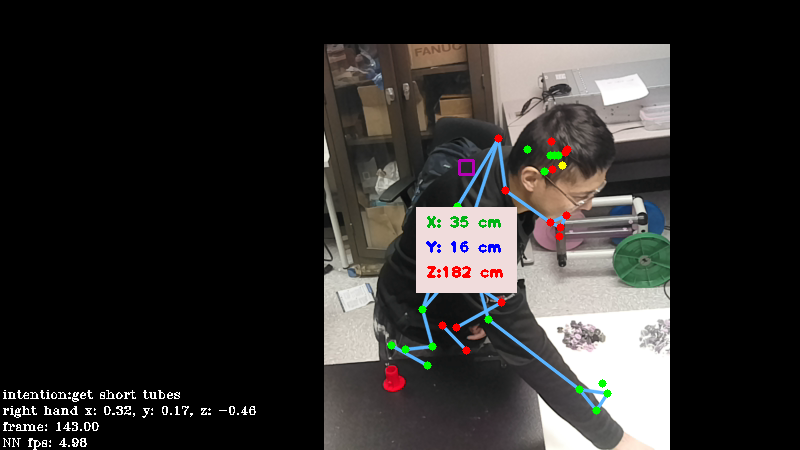 FANUC
X: 35 cm
Y: 16 cm
Z:182 cm
intention:get short tubes
right hand x: 0.32, y: 0.17, z: -0.46
frame: 143.00
NN fps: 4.98